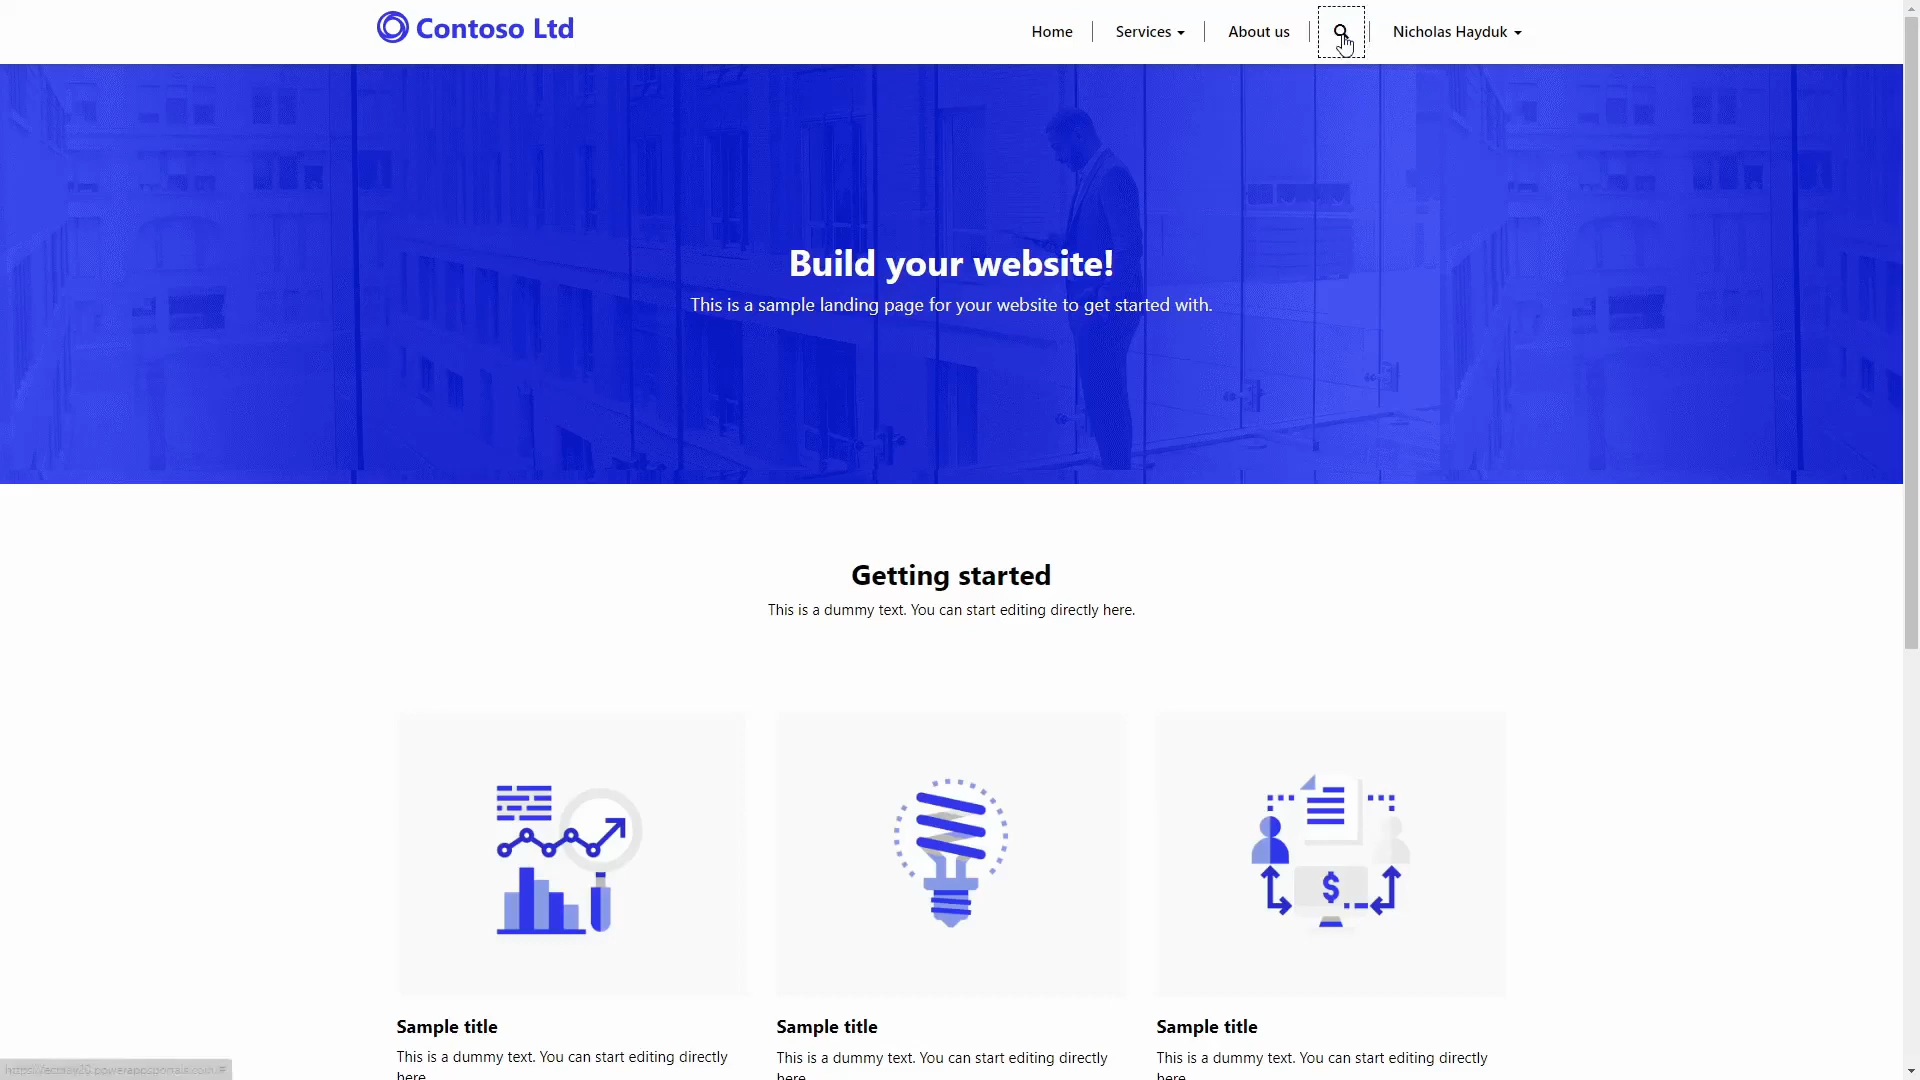 Contoso Ltd
Home
Services
About us
Nicholas Hayduk
Build your website!
This is a sample landing page for your website to get started with.
Getting started
This is a dummy text. You can start editing directly here.
$
Sample title
This is a dummy text. You can start editing directly
here.
Sample title
This is a dummy text. You can start editing directly
here.
Sample title
This is a dummy text. You can start editing directly
here.